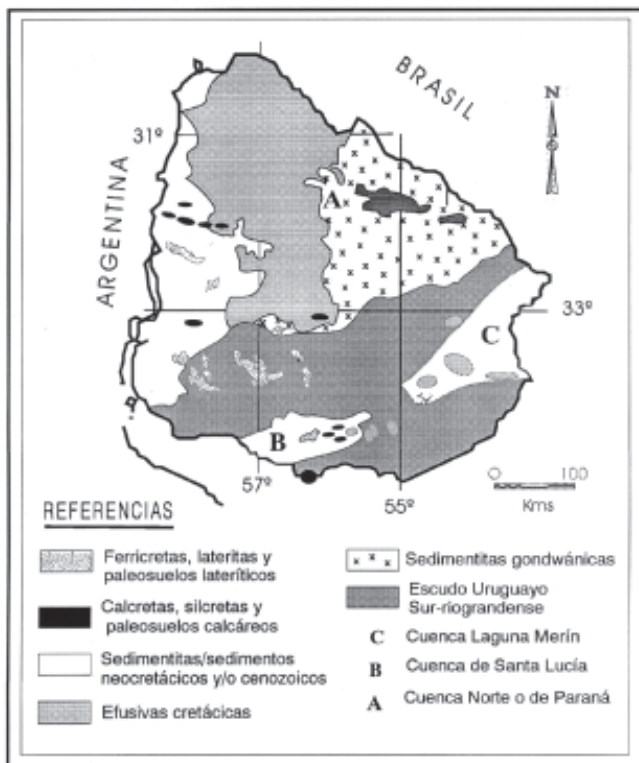 BRASIL
N
31º
A
ARGENTINA
33º
C
B
57º
55º
0 100
Kms
REFERENCIAS
Ferricretas, lateritas y
paleosuelos lateríticos
Calcretas, silcretas y
paleosuelos calcáreos
Sedimentitas/sedimentos
neocretácicos y/o cenozoicos
Efusivas cretácicas
Sedimentitas gondwánicas
Escudo Uruguayo
Sur-riograndense
C Cuenca Laguna Merín
B Cuenca de Santa Lucía
A Cuenca Norte o de Paraná